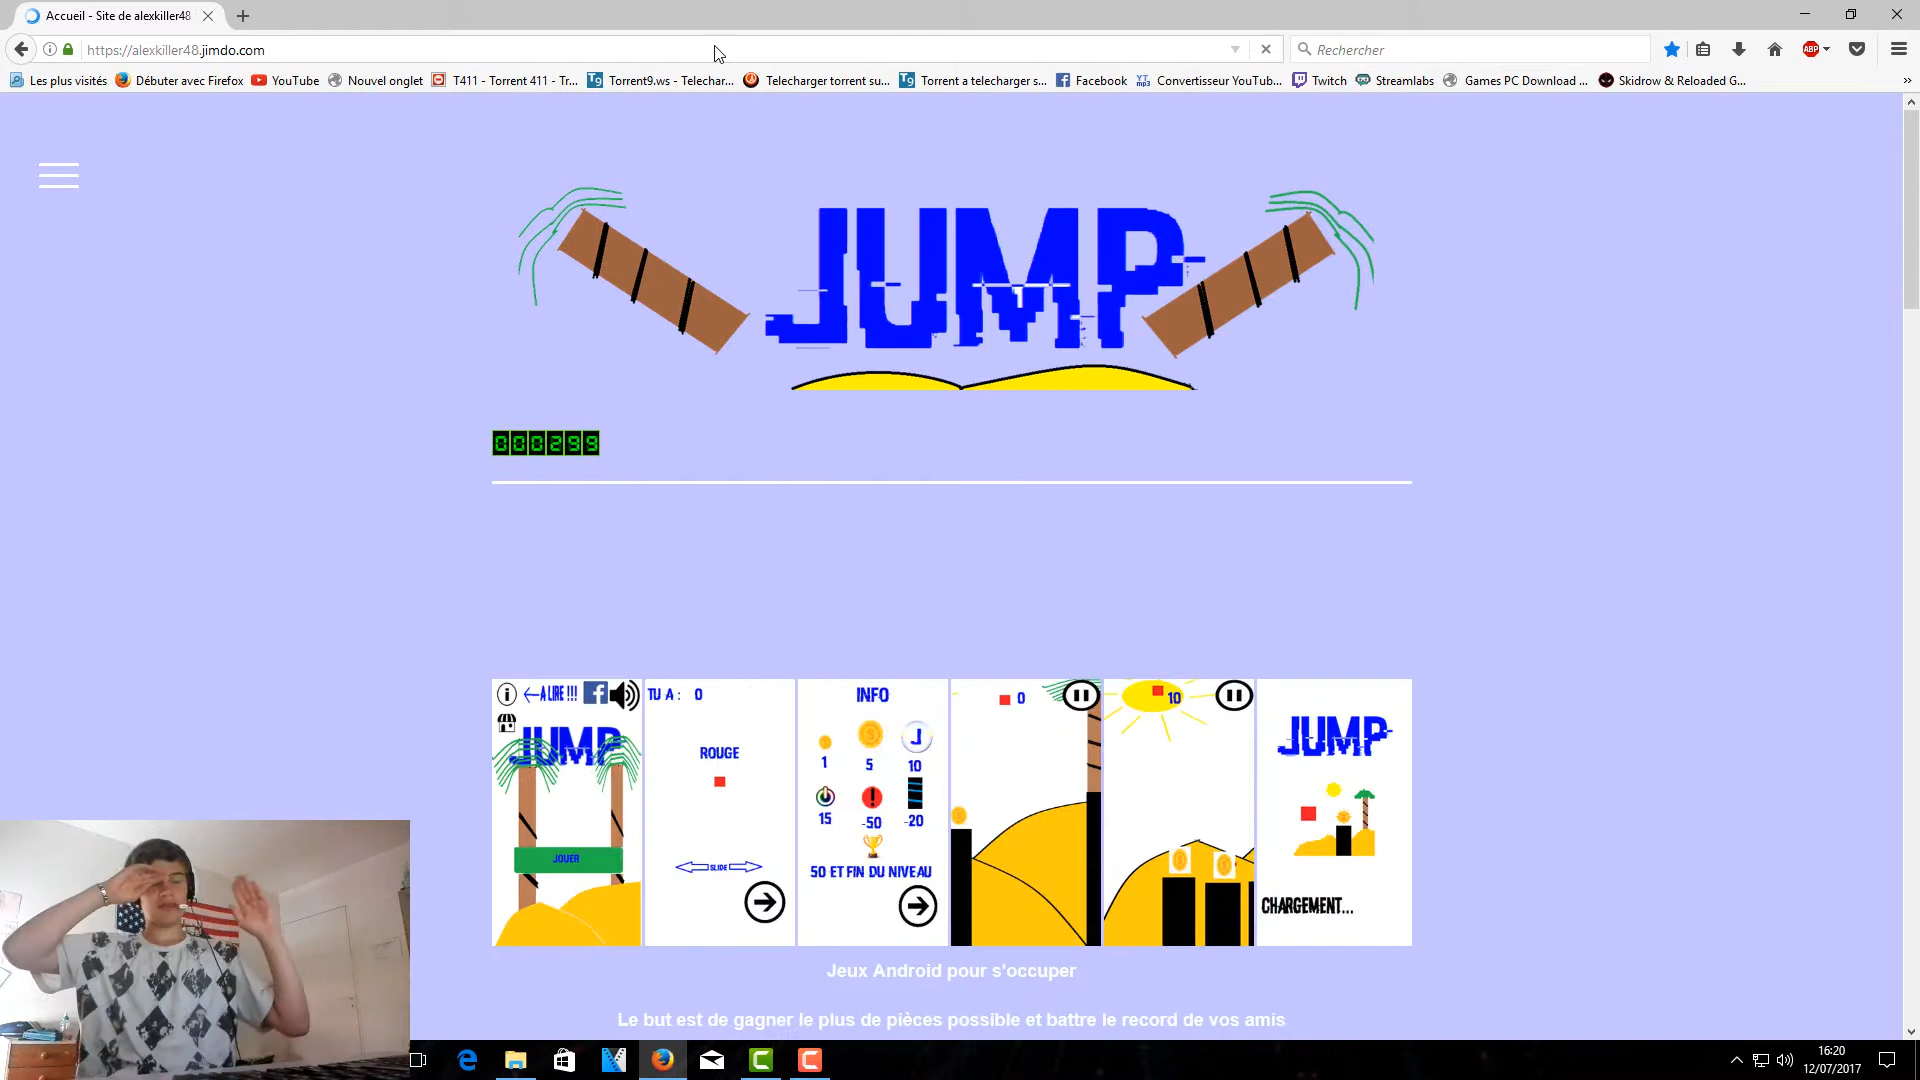 Accueil - Site de alexkiller48
https://alexkiller48.jimdo.com
Rechercher
ABP
Les plus visités
Débuter avec Firefox
YouTube
Nouvel onglet
T411 - Torrent 411 - Tr...
Torrent9.ws - Telechar...
Telecharger torrent su...
Torrent a telecharger s...
Facebook
Convertisseur YouTub...
Twitch
Streamlabs
Games PC Download ...
Skidrow & Reloaded G...
JUMP
000299
A LIRE !!!
JUMP
JOUER
TU A : 0
ROUGE
SLIDE
INFO
1 5 10
15 -50 -20
50 ET FIN DU NIVEAU
0
10
JUMP
CHARGEMENT...
Jeux Android pour s'occuper
Le but est de gagner le plus de pièces possible et battre le record de vos amis
16:20
12/07/2017